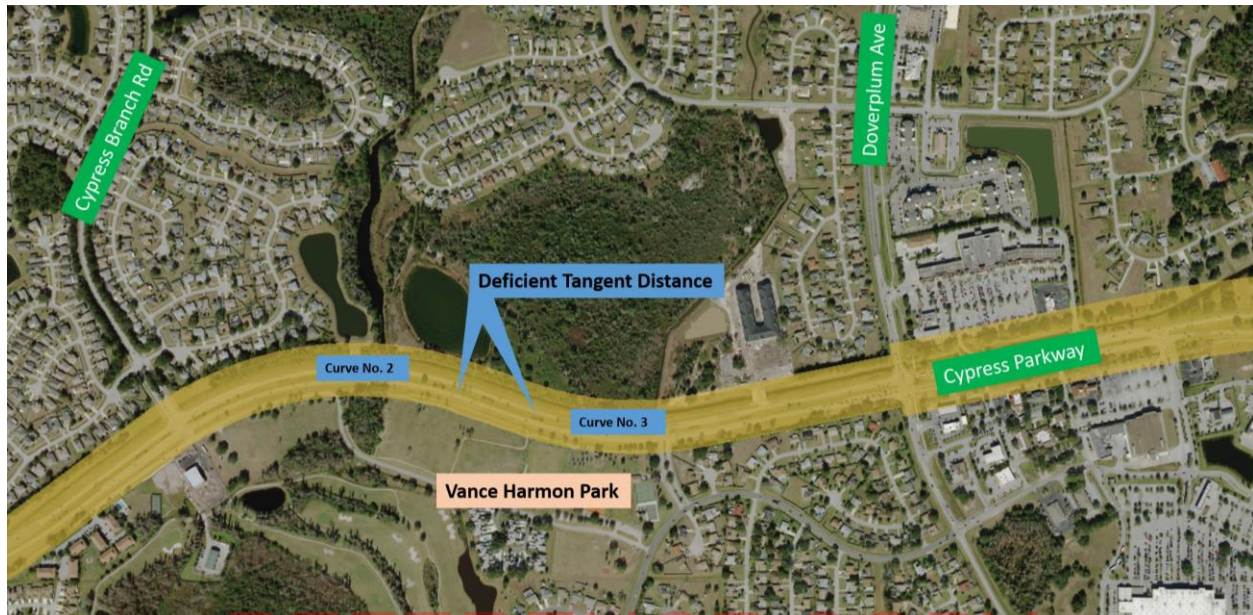 Cypress Branch Rd
Doverplum Ave
Deficient Tangent Distance
Cypress Parkway
Curve No. 2
Curve No. 3
Vance Harmon Park